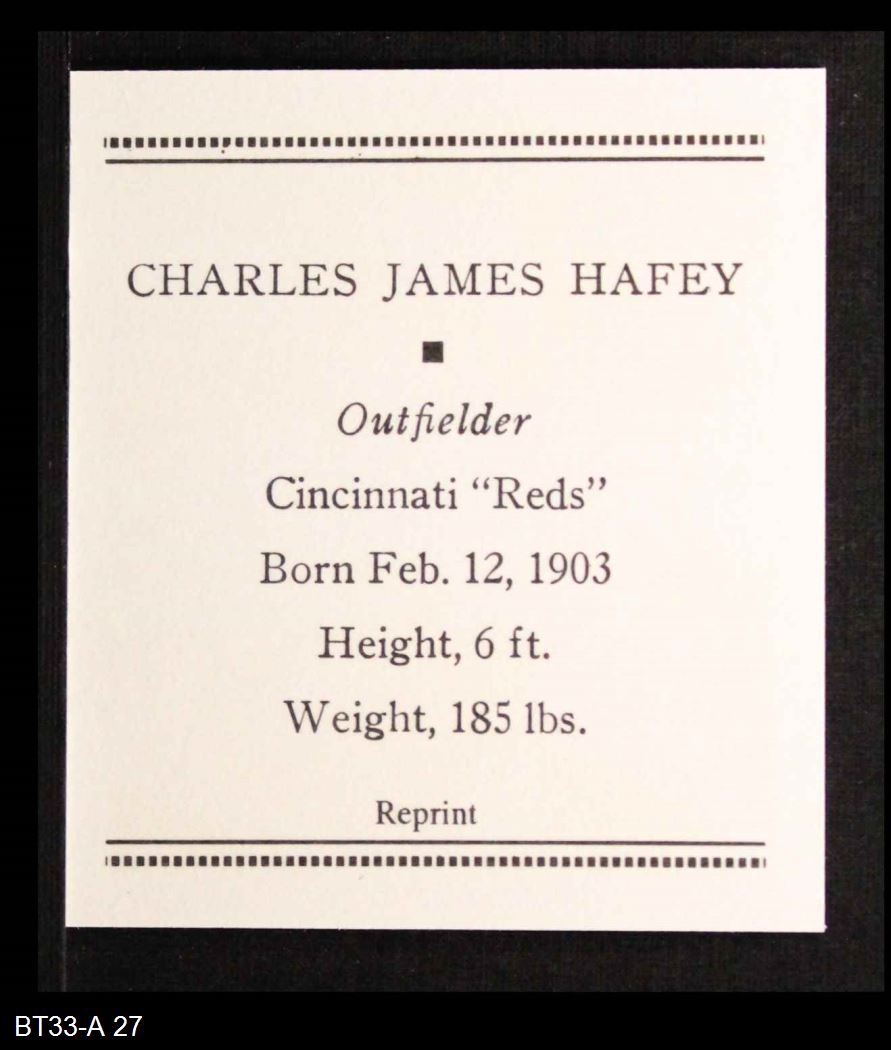 CHARLES JAMES HAFEY
Outfielder
Cincinnati “Reds”
Born Feb. 12, 1903
Height, 6 ft.
Weight, 185 lbs.
Reprint
BT33-A 27